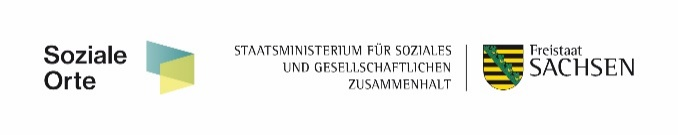 Soziale
Orte
STAATSMINISTERIUM FÜR SOZIALES
UND GESELLSCHAFTLICHEN
ZUSAMMENHALT
Freistaat
SACHSEN